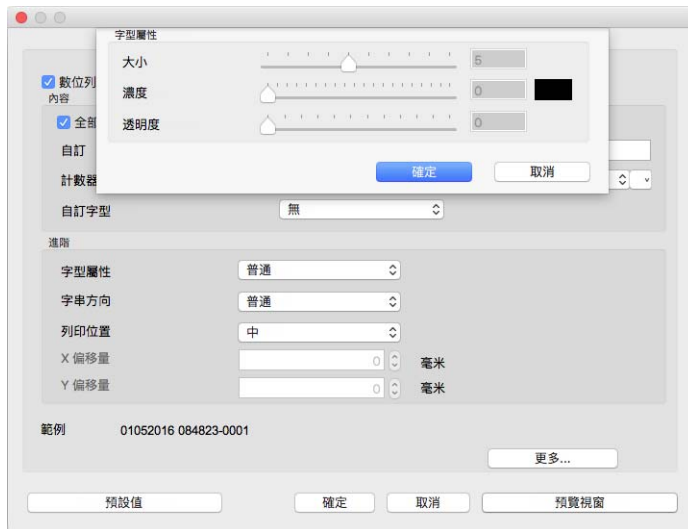 字型屬性
大小 5
濃度 0
透明度 0
確定 取消
數位列
內容
全部
自訂
計數器
自訂字型 無
進階
字型屬性 普通
字串方向 普通
列印位置 中
X 偏移量 0 毫米
Y 偏移量 0 毫米
範例 01052016 084823-0001
更多...
預設值 確定 取消 預覽視窗